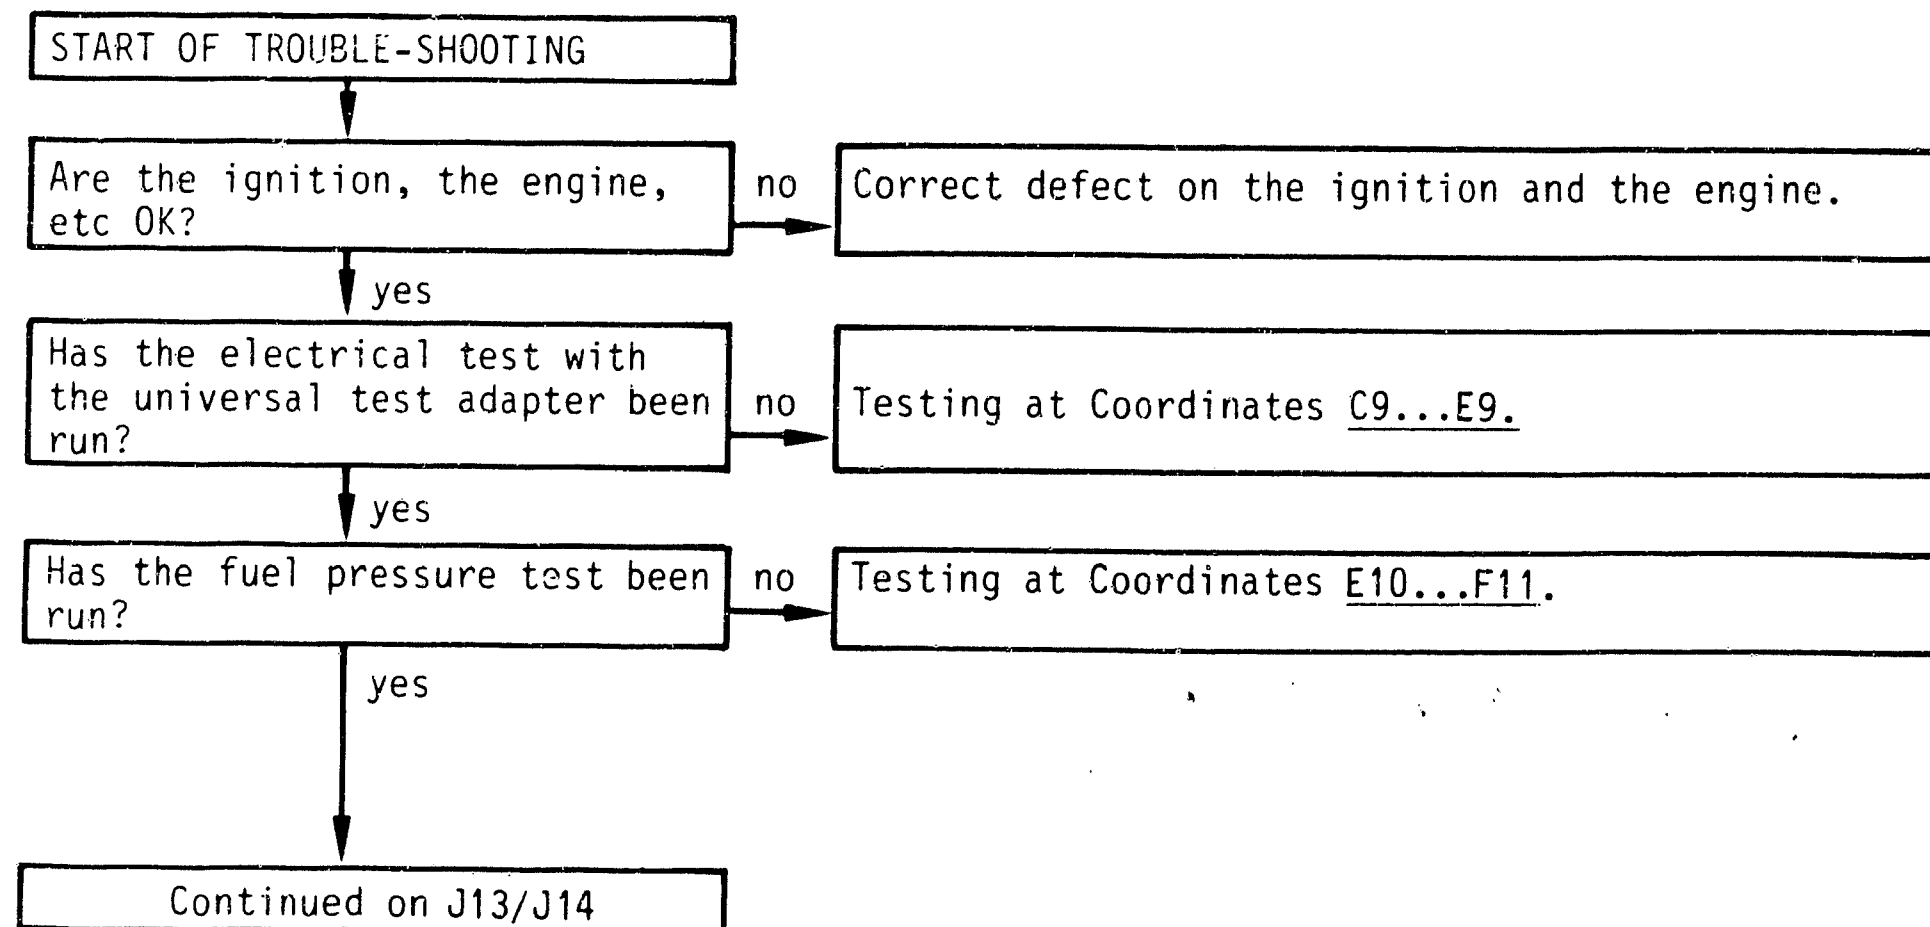 START OF TROUBLE-SHOOTING
Are the ignition, the engine,
etc OK?
no
Correct defect on the ignition and the engine.
yes
Has the electrical test with
the universal test adapter been
run?
no
Testing at Coordinates C9...E9.
yes
Has the fuel pressure test been
run?
no
Testing at Coordinates E10...F11.
yes
Continued on J13/J14